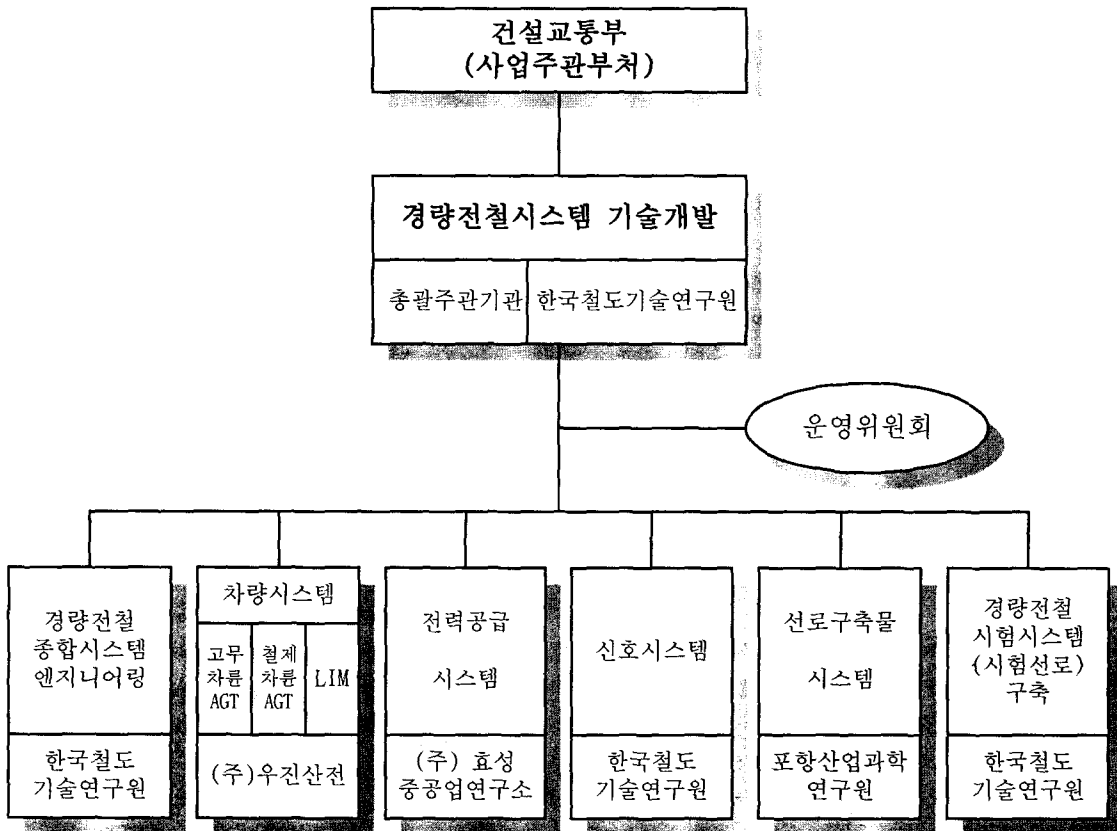 건설교통부
(사업주관부처)
경량전철시스템 기술개발
총괄주관기관
한국철도기술연구원
운영위원회
경량전철
종합시스템
엔지니어링
한국철도
기술연구원
차량시스템
고무
차륜
AGT
철제
차륜
AGT
LIM
(주)우진산전
전력공급
시스템
(주) 효성
중공업연구소
신호시스템
한국철도
기술연구원
선로구축물
시스템
포항산업과학
연구원
경량전철
시험시스템
(시험선로)
구축
한국철도
기술연구원